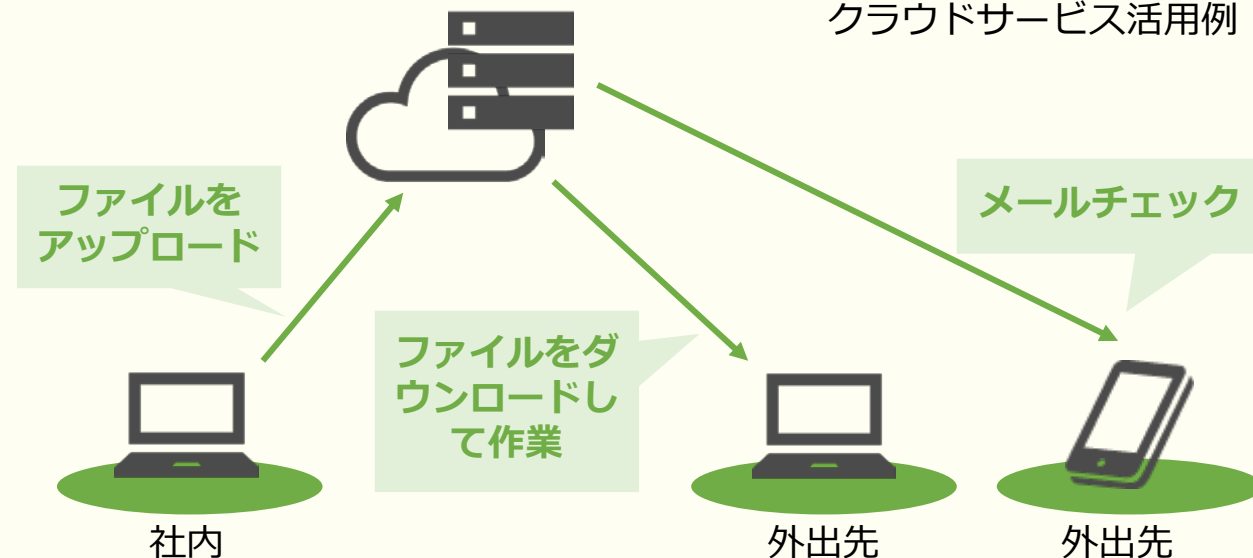 クラウドサービス活用例
ファイルを
アップロード
メールチェック
ファイルをダ
ウンロードし
て作業
社内
外出先
外出先